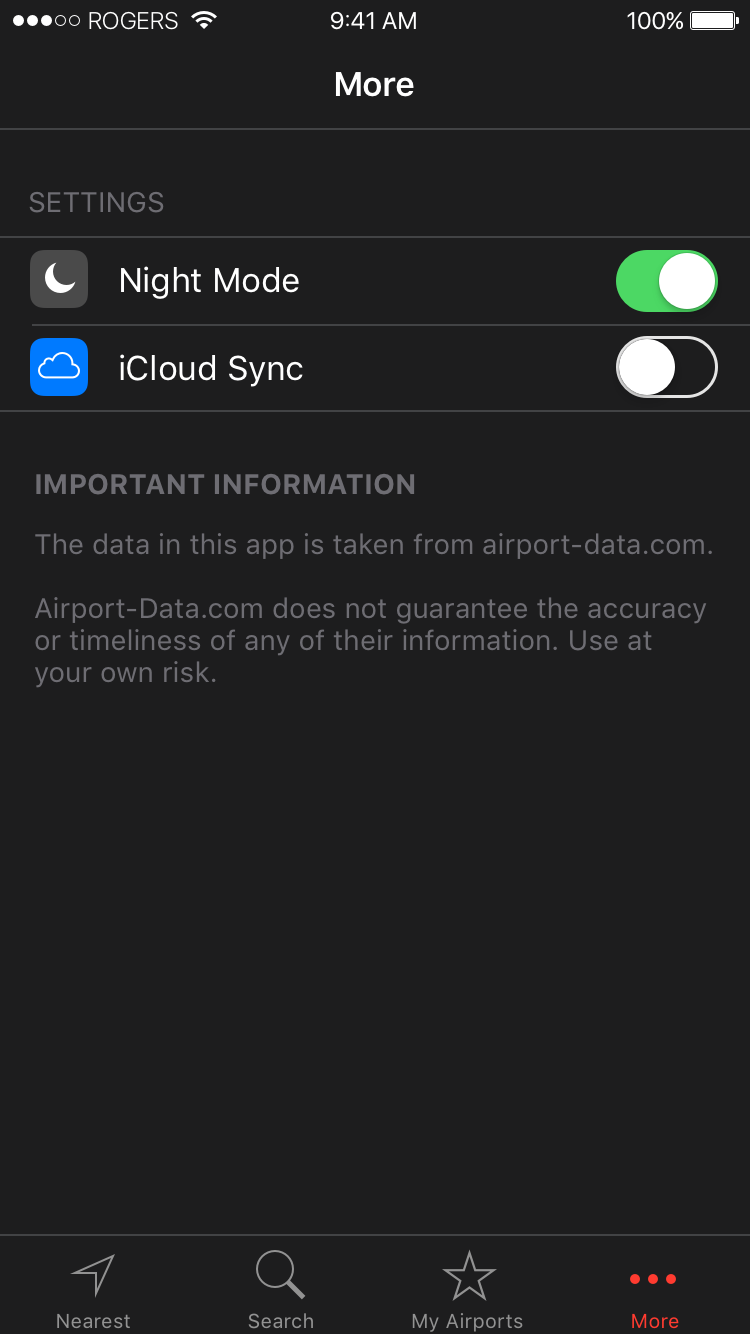 ROGERS 9:41 AM 100%
More
SETTINGS
Night Mode
iCloud Sync
IMPORTANT INFORMATION
The data in this app is taken from airport-data.com.
Airport-Data.com does not guarantee the accuracy
or timeliness of any of their information. Use at
your own risk.
Nearest Search My Airports More